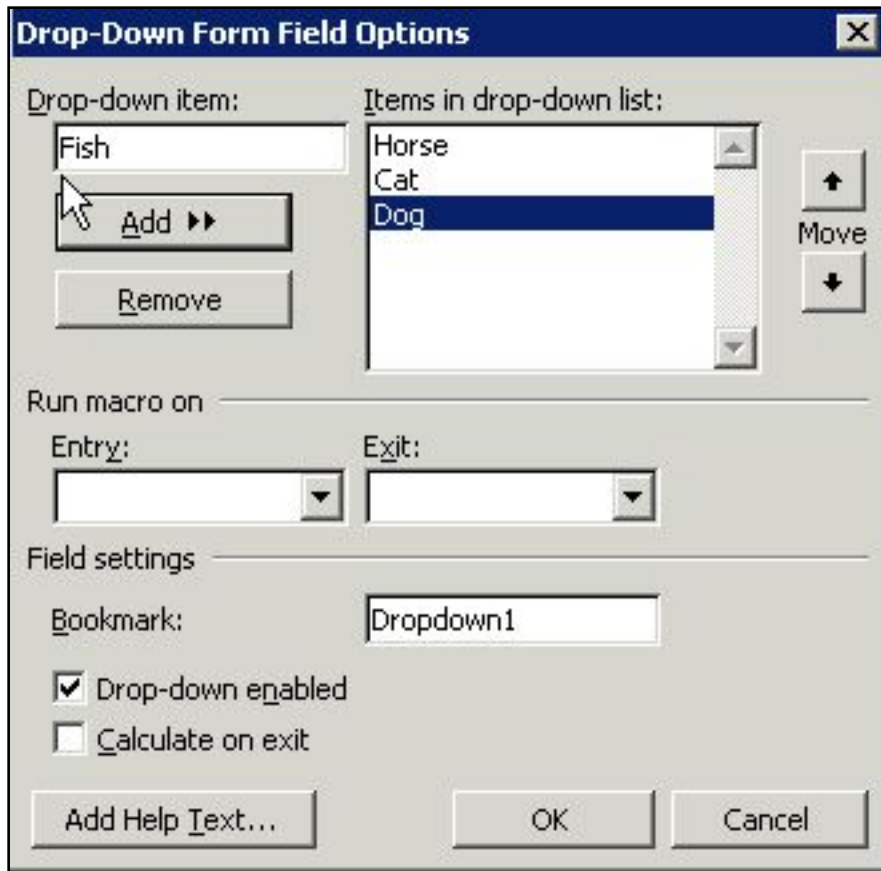 Drop-Down Form Field Options
Drop-down item:
Items in drop-down list:
Fish
Horse
Cat
Dog
Add
Remove
Move
Run macro on
Entry:
Exit:
Field settings
Bookmark:
Dropdown1
Drop-down enabled
Calculate on exit
Add Help Text...
OK
Cancel